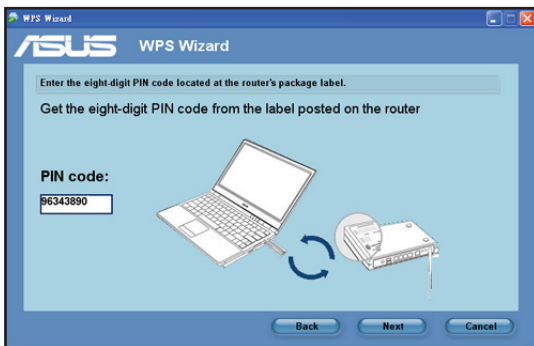 WPS Wizard
ASUS WPS Wizard
Enter the eight-digit PIN code located at the router's package label.
Get the eight-digit PIN code from the label posted on the router
PIN code:
96343890
Back Next Cancel